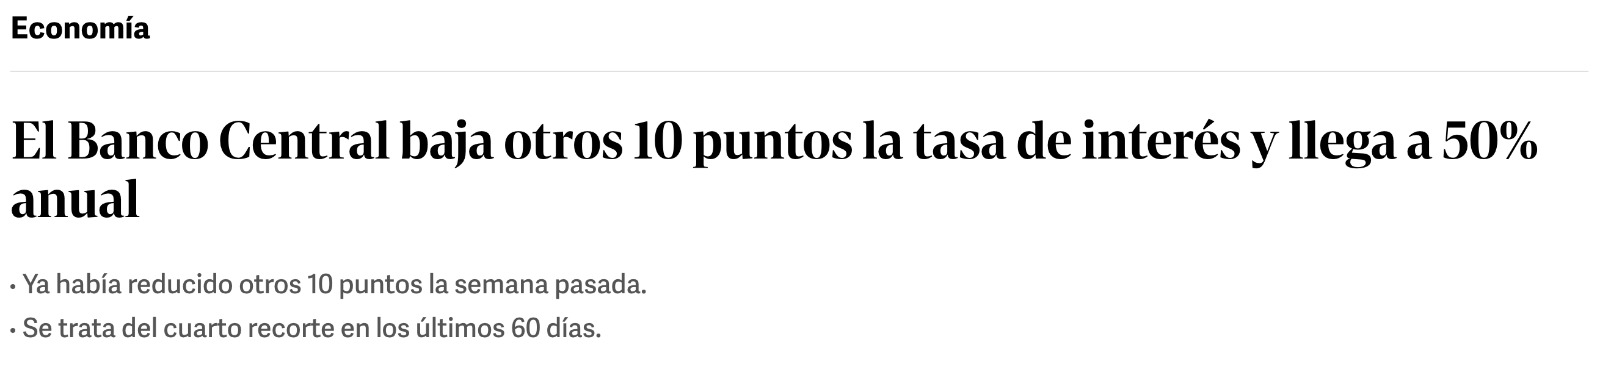 Economía
El Banco Central baja otros 10 puntos la tasa de interés y llega a 50%
anual
· Ya había reducido otros 10 puntos la semana pasada.
· Se trata del cuarto recorte en los últimos 60 días.